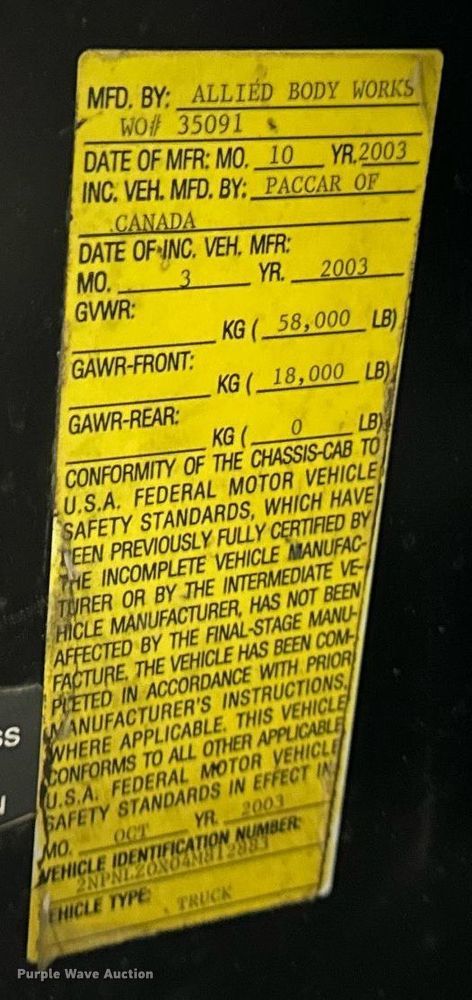 MFD. BY: ALLIED BODY WORKS
WO# 35091
DATE OF MFR: MO. 10 YR. 2003
INC. VEH. MFD. BY: PACCAR OF
CANADA
DATE OF INC. VEH. MFR:
MO. 3 YR. 2003
GVWR:
KG ( 58,000 LB)
GAWR-FRONT:
KG ( 18,000 LB)
GAWR-REAR:
KG ( 0 LB)
CONFORMITY OF THE CHASSIS-CAB TO
U.S.A. FEDERAL MOTOR VEHICLE
SAFETY STANDARDS, WHICH HAVE
EEN PREVIOUSLY FULLY CERTIFIED BY
THE INCOMPLETE VEHICLE MANUFAC-
TURER OR BY THE INTERMEDIATE VE-
HICLE MANUFACTURER, HAS NOT BEEN
AFFECTED BY THE FINAL-STAGE MANU-
FACTURE, THE VEHICLE HAS BEEN COM-
PLETED IN ACCORDANCE WITH PRIOR
MANUFACTURER'S INSTRUCTIONS,
WHERE APPLICABLE. THIS VEHICLE
CONFORMS TO ALL OTHER APPLICABLE
U.S.A. FEDERAL MOTOR VEHICLE
SAFETY STANDARDS IN EFFECT IN
MO. OCT YR. 2003
VEHICLE IDENTIFICATION NUMBER:
EHICLE TYPE: TRUCK
Purple Wave Auction